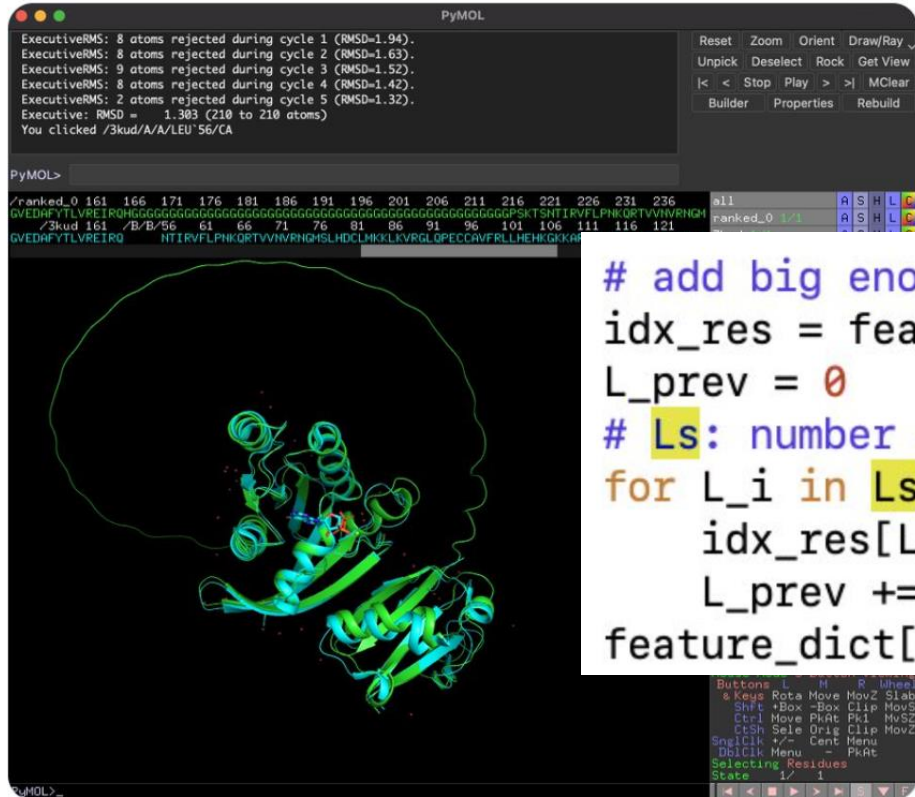 PyMOL
ExecutiveRMS: 8 atoms rejected during cycle 1 (RMSD=1.94).
ExecutiveRMS: 8 atoms rejected during cycle 2 (RMSD=1.63).
ExecutiveRMS: 9 atoms rejected during cycle 3 (RMSD=1.52).
ExecutiveRMS: 8 atoms rejected during cycle 4 (RMSD=1.42).
ExecutiveRMS: 2 atoms rejected during cycle 5 (RMSD=1.32).
Executive: RMSD = 1.303 (210 to 210 atoms)
You clicked /3kud/A/A/LEU`56/CA
Reset Zoom Orient Draw/Ray
Unpick Deselect Rock Get View
|< < Stop Play > >| MClear
Builder Properties Rebuild
PyMOL>
/ranked_0 161 166 171 176 181 186 191 196 201 206 211 216 221 226 231 236
/3kud 161 /B/B/56 61 66 71 76 81 86 91 96 101 106 111 116 121
GVEDAFYTLVREIRQ NTIRVFLPNKQRTVVNVRNGMSLHDCLMKKLKVRGLQPECCAVFRLLHEHKGKKA
all A S H L C
ranked_0 1/1 A S H L C
# add big eno
idx_res = fea
L_prev = 0
# Ls: number
for L_i in Ls
idx_res[L
L_prev +=
feature_dict[
Buttons L M R Wheel
& Keys Rota Move MovZ Slab
Shft +Box -Box Clip MovS
Ctrl Move PkAt Pk1 MvSZ
CtSh Sele Orig Clip MovZ
SnglClk +/- Cent Menu
DblClk Menu - PkAt
Selecting Residues
State 1/ 1
PyMOL>_